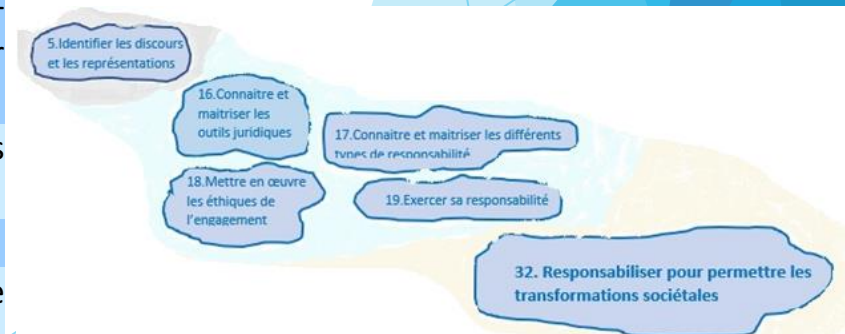 5.Identifier les discours
et les représentations
16.Connaitre et
maitriser les
outils juridiques
17.Connaitre et maitriser les différents
types de responsabilité
18.Mettre en œuvre
les éthiques de
l'engagement
19.Exercer sa responsabilité
32. Responsabiliser pour permettre les
transformations sociétales